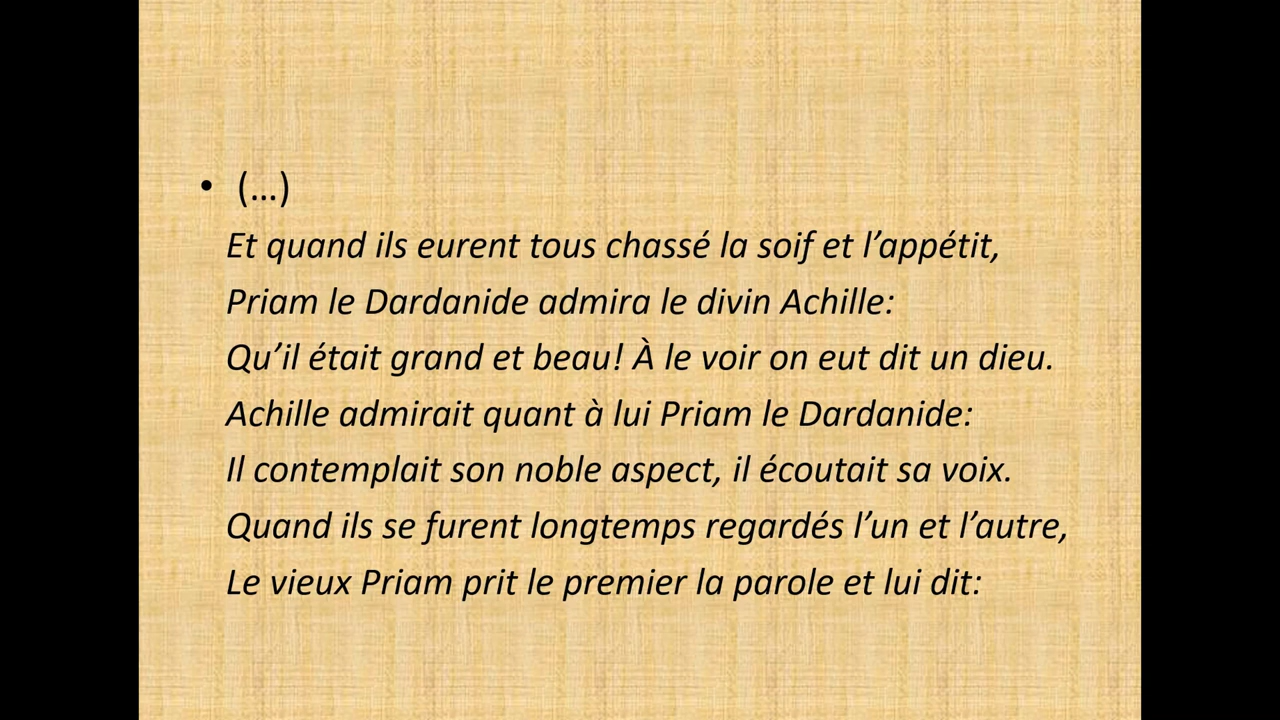 • (…)
Et quand ils eurent tous chassé la soif et l’appétit,
Priam le Dardanide admira le divin Achille:
Qu’il était grand et beau! À le voir on eut dit un dieu.
Achille admirait quant à lui Priam le Dardanide:
Il contemplait son noble aspect, il écoutait sa voix.
Quand ils se furent longtemps regardés l’un et l’autre,
Le vieux Priam prit le premier la parole et lui dit: